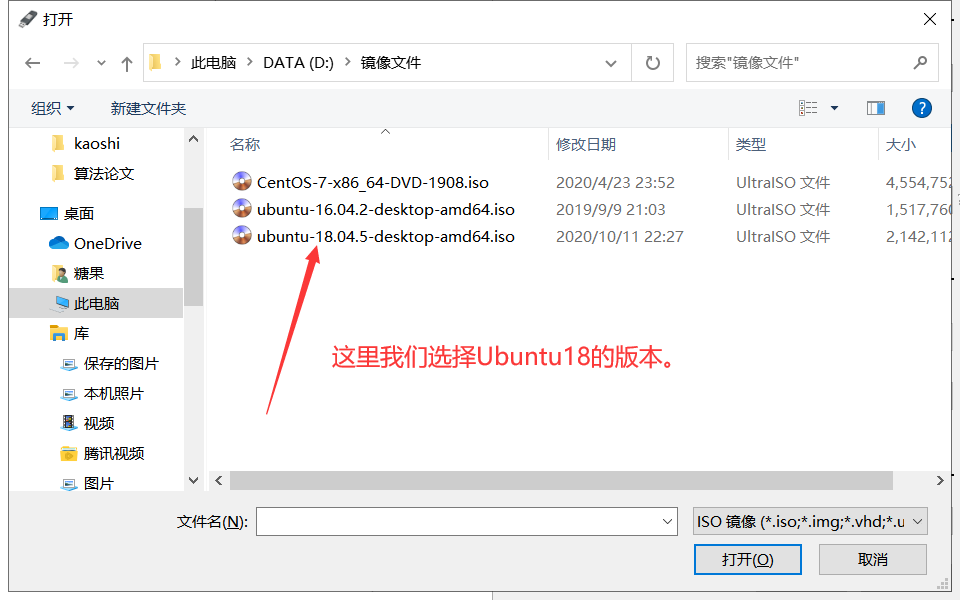 打开
此电脑 > DATA (D:) > 镜像文件
搜索"镜像文件"
组织
新建文件夹
名称 修改日期 类型 大小
kaoshi
算法论文
桌面
OneDrive
糖果
此电脑
库
保存的图片
本机照片
视频
腾讯视频
图片
CentOS-7-x86_64-DVD-1908.iso 2020/4/23 23:52 UltraISO 文件 4,554,752
ubuntu-16.04.2-desktop-amd64.iso 2019/9/9 21:03 UltraISO 文件 1,517,760
ubuntu-18.04.5-desktop-amd64.iso 2020/10/11 22:27 UltraISO 文件 2,142,112
这里我们选择Ubuntu18的版本。
文件名(N):
ISO 镜像 (*.iso;*.img;*.vhd;*.u
打开(O)
取消